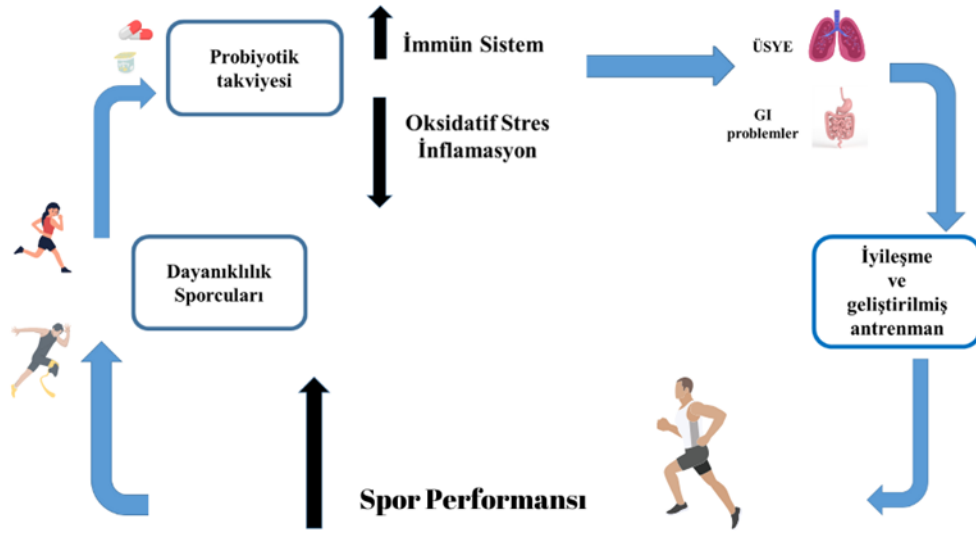 Probiyotik
takviyesi
İmmün Sistem
Oksidatif Stres
İnflamasyon
ÜSYE
GI
problemler
İyileşme
ve
geliştirilmiş
antrenman
Dayanıklılık
Sporcuları
Spor Performansı